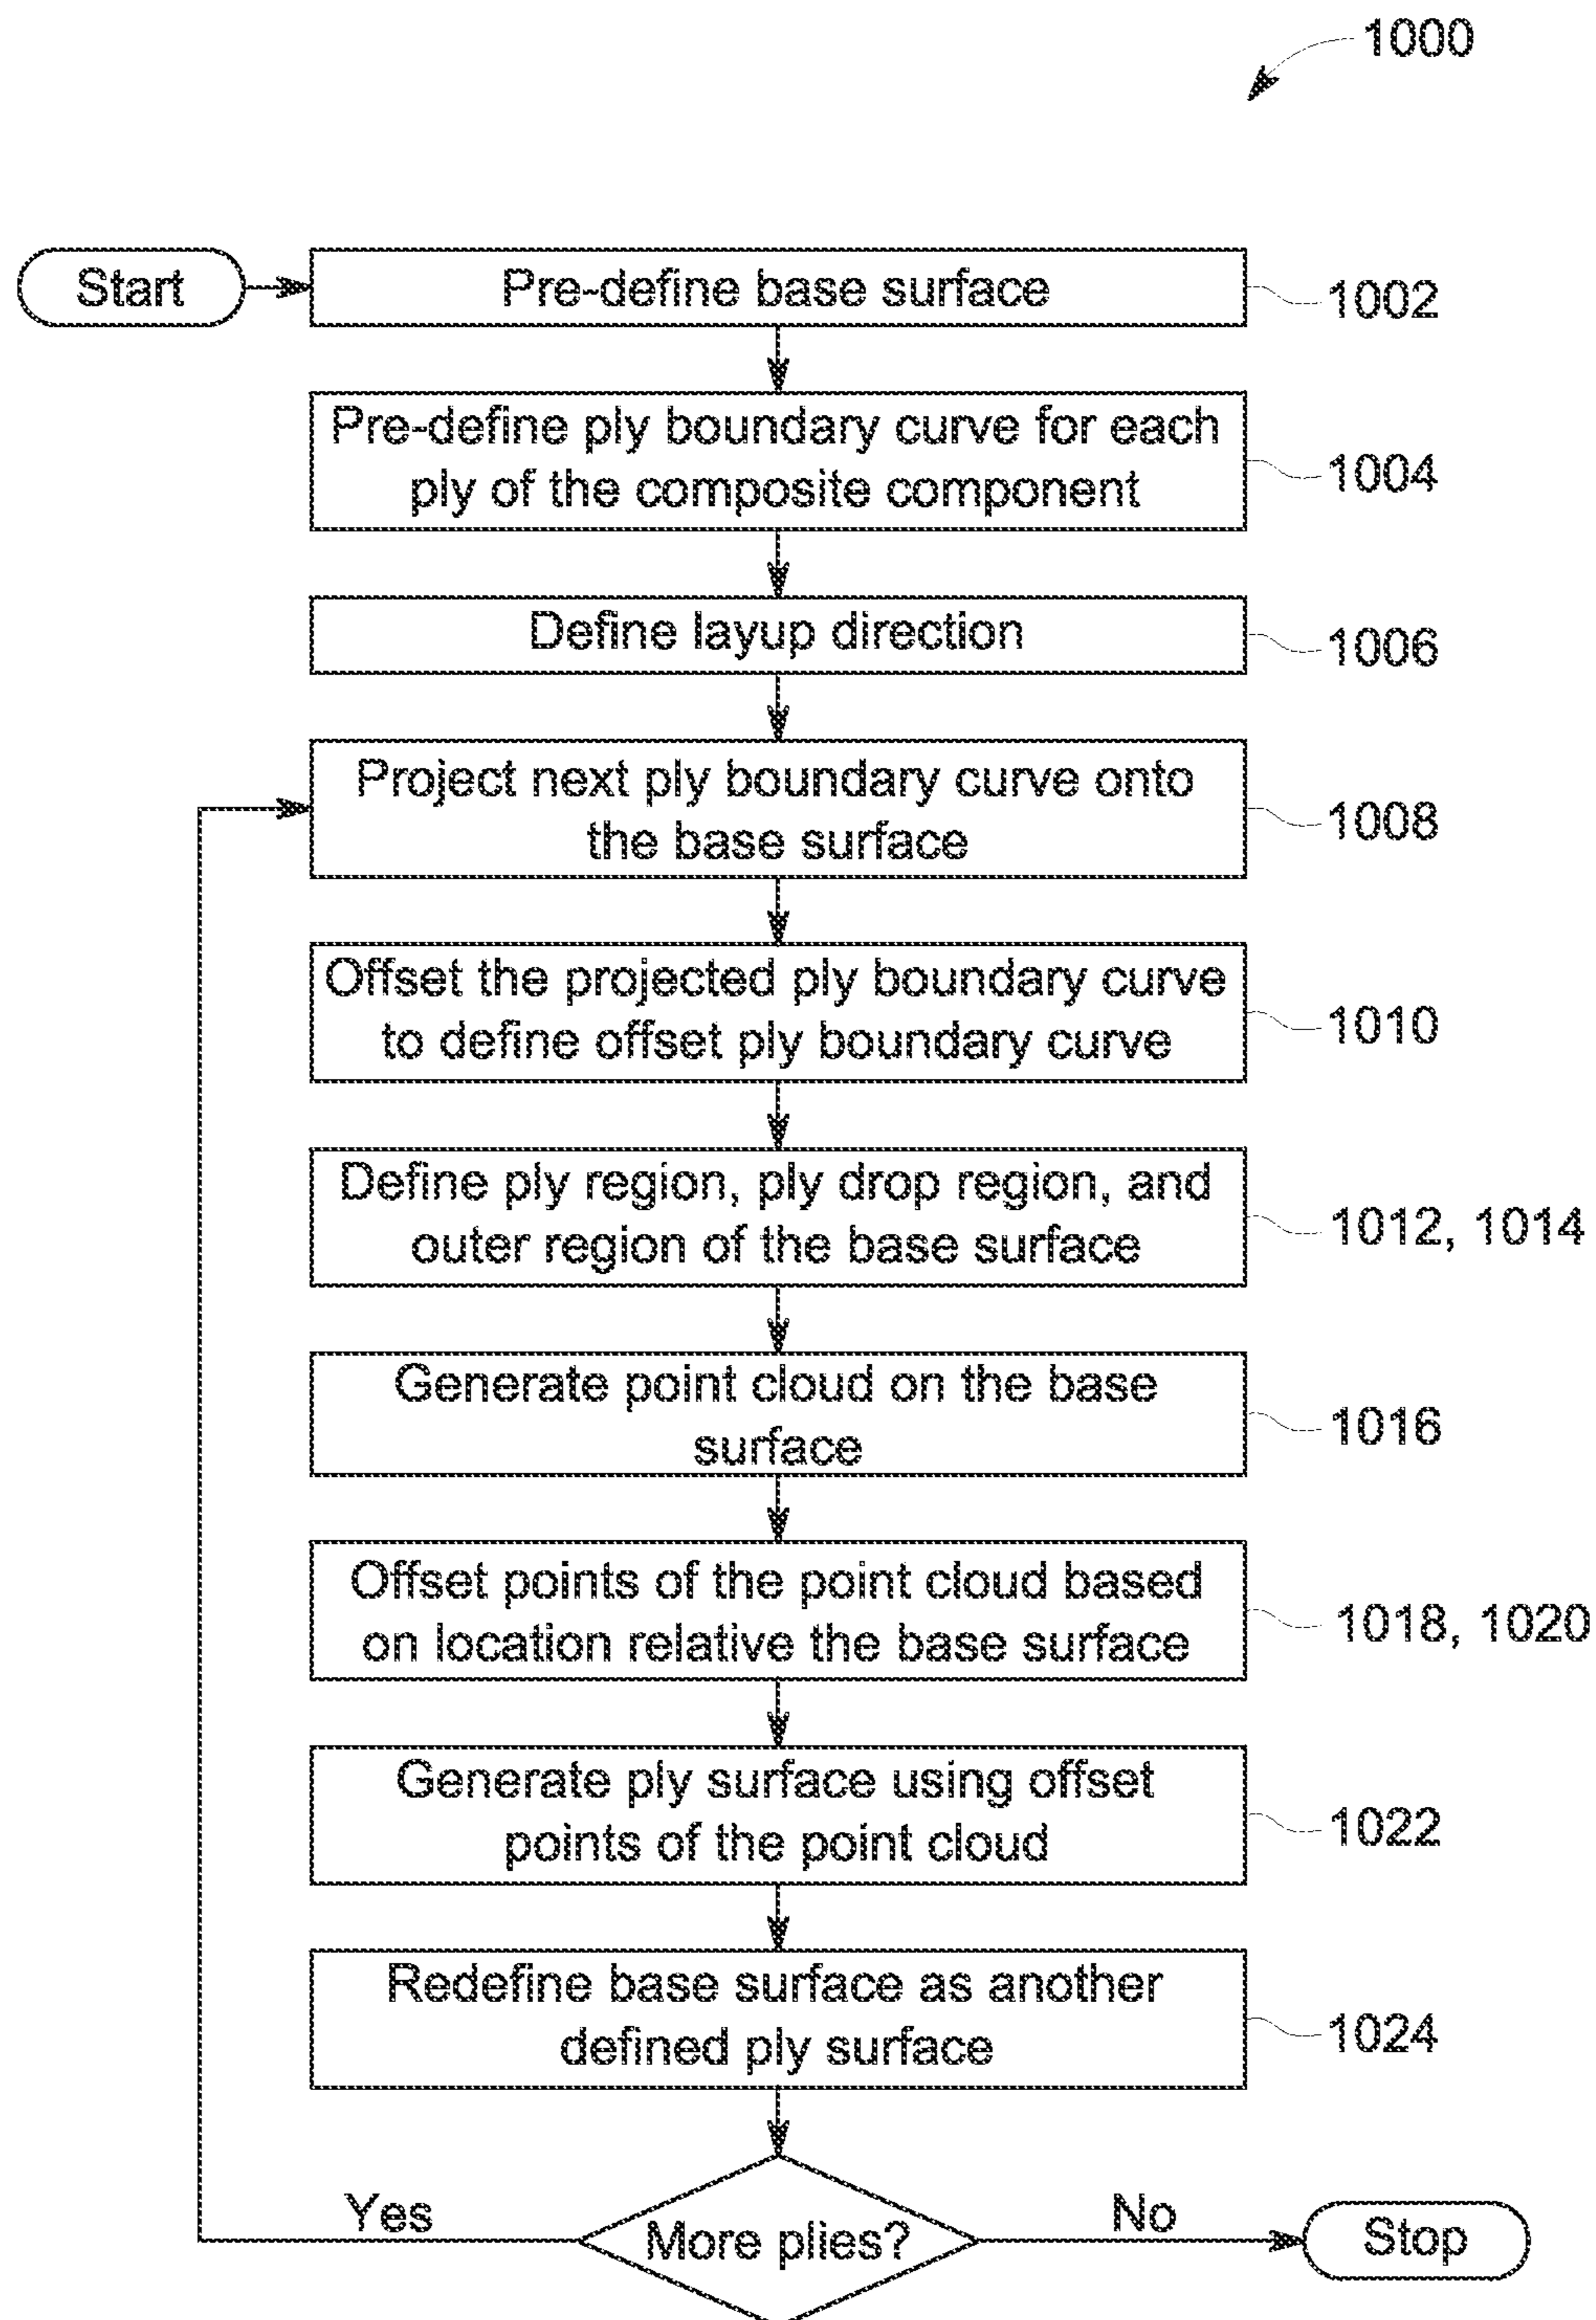 1000
Start
Pre-define base surface
1002
Pre-define ply boundary curve for each
ply of the composite component
1004
Define layup direction
1006
Project next ply boundary curve onto
the base surface
1008
Offset the projected ply boundary curve
to define offset ply boundary curve
1010
Define ply region, ply drop region, and
outer region of the base surface
1012, 1014
Generate point cloud on the base
surface
1016
Offset points of the point cloud based
on location relative the base surface
1018, 1020
Generate ply surface using offset
points of the point cloud
1022
Redefine base surface as another
defined ply surface
1024
Yes
More plies?
No
Stop